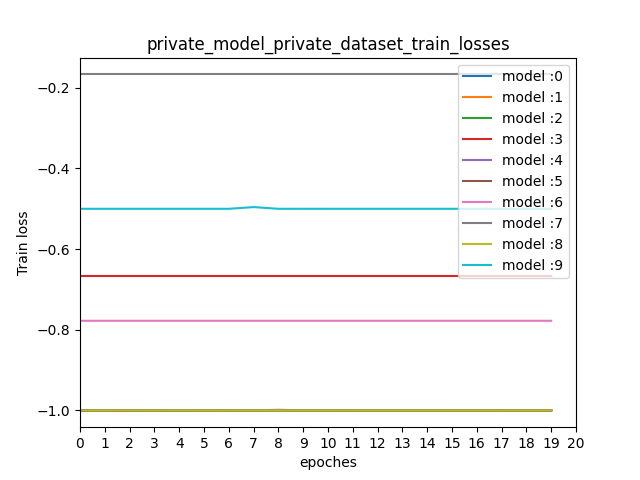 private_model_private_dataset_train_losses
−0.2
−0.4
−0.6
−0.8
−1.0
Train loss
model :0
model :1
model :2
model :3
model :4
model :5
model :6
model :7
model :8
model :9
0 1 2 3 4 5 6 7 8 9 10 11 12 13 14 15 16 17 18 19 20
epoches